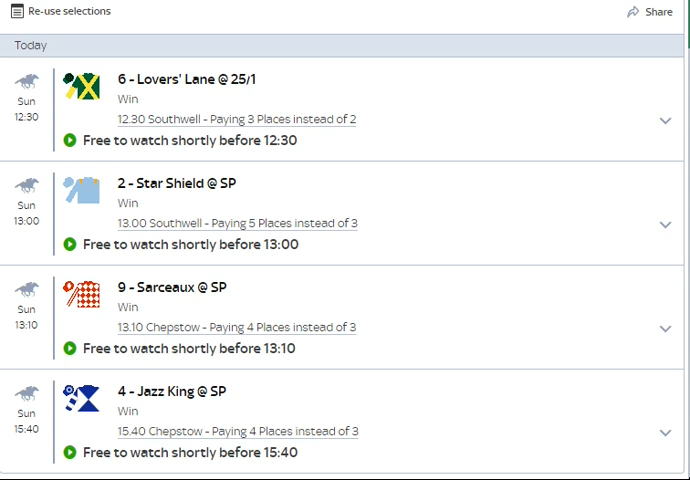 Re-use selections
Share
Today
Sun
12:30
6 - Lovers' Lane @ 25/1
Win
12.30 Southwell - Paying 3 Places instead of 2
Free to watch shortly before 12:30
Sun
13:00
2 - Star Shield @ SP
Win
13.00 Southwell - Paying 5 Places instead of 3
Free to watch shortly before 13:00
Sun
13:10
9 - Sarceaux @ SP
Win
13.10 Chepstow - Paying 4 Places instead of 3
Free to watch shortly before 13:10
Sun
15:40
4 - Jazz King @ SP
Win
15.40 Chepstow - Paying 4 Places instead of 3
Free to watch shortly before 15:40